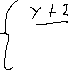 { y + 2